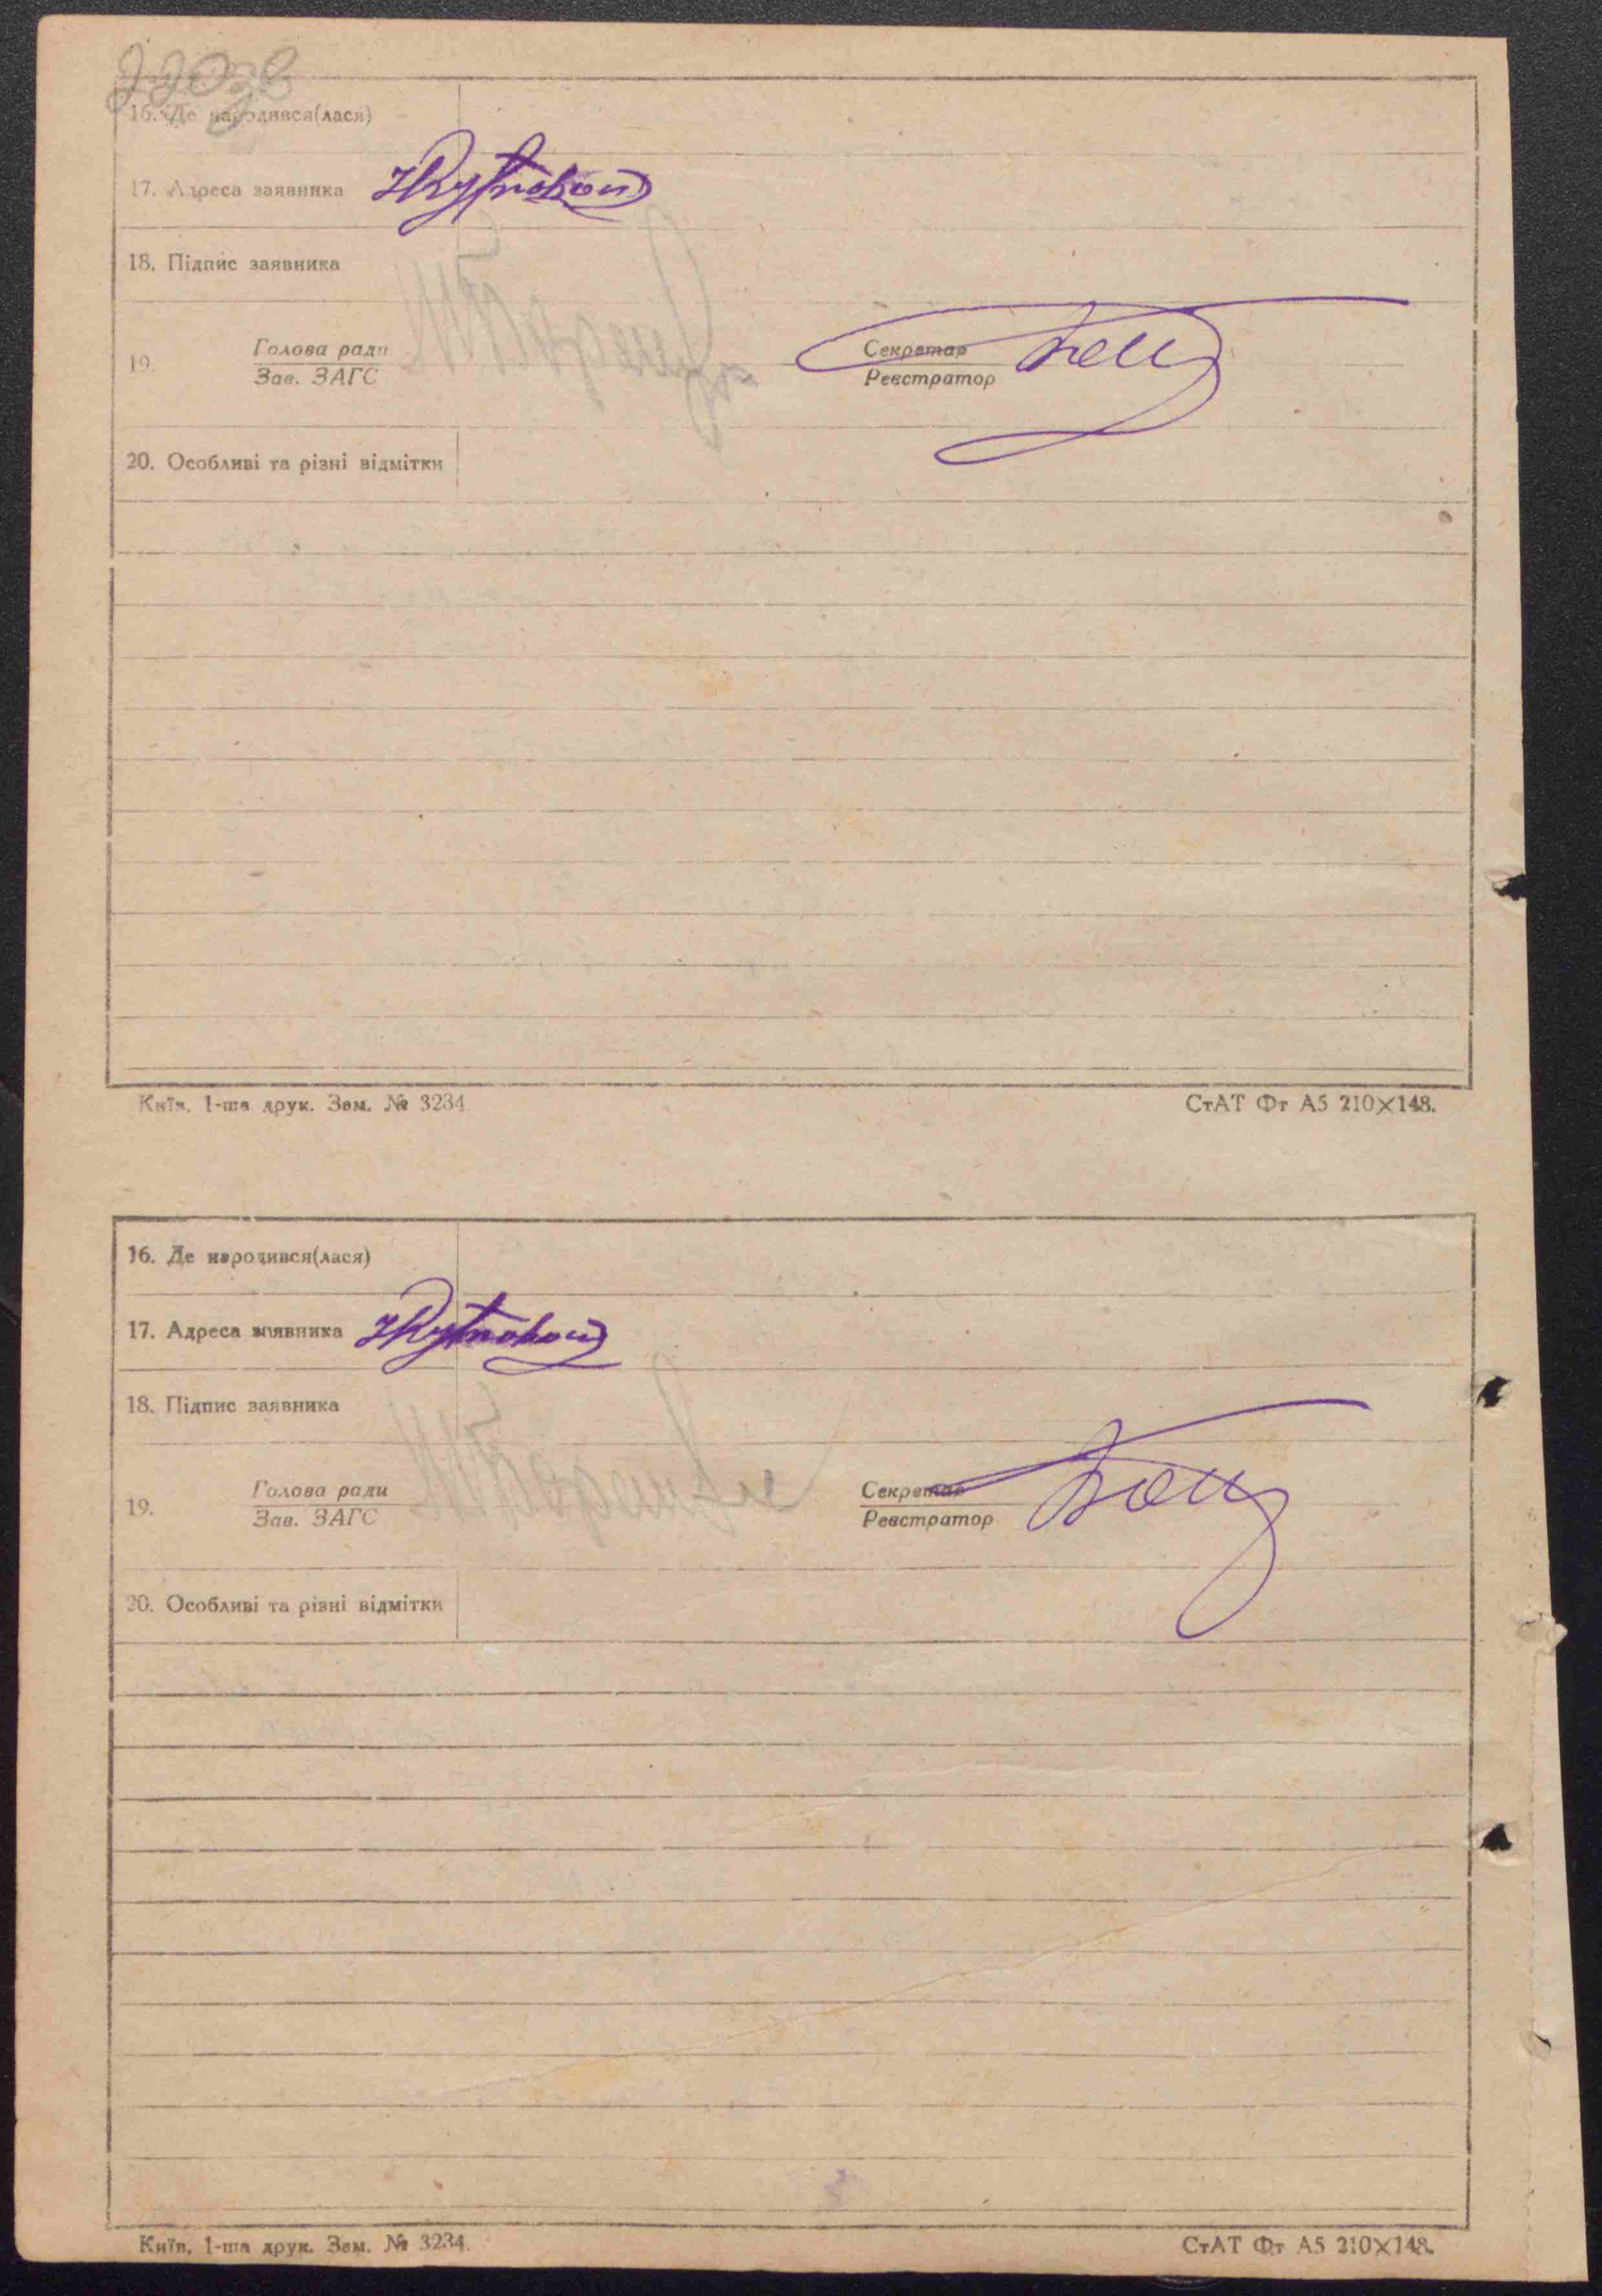 16. Де народився(лася)
17. Адреса заявника
18. Підпис заявника
19. Голова ради Секретар
Зав. ЗАГС Реєстратор
20. Особливі та різні відмітки
Київ, 1-ша друк. Зам. № 3234. СтАТ Фт А5 210×148.
16. Де народився(лася)
17. Адреса заявника
18. Підпис заявника
19. Голова ради Секретар
Зав. ЗАГС Реєстратор
20. Особливі та різні відмітки
Київ, 1-ша друк. Зам. № 3234. СтАТ Фт А5 210×148.